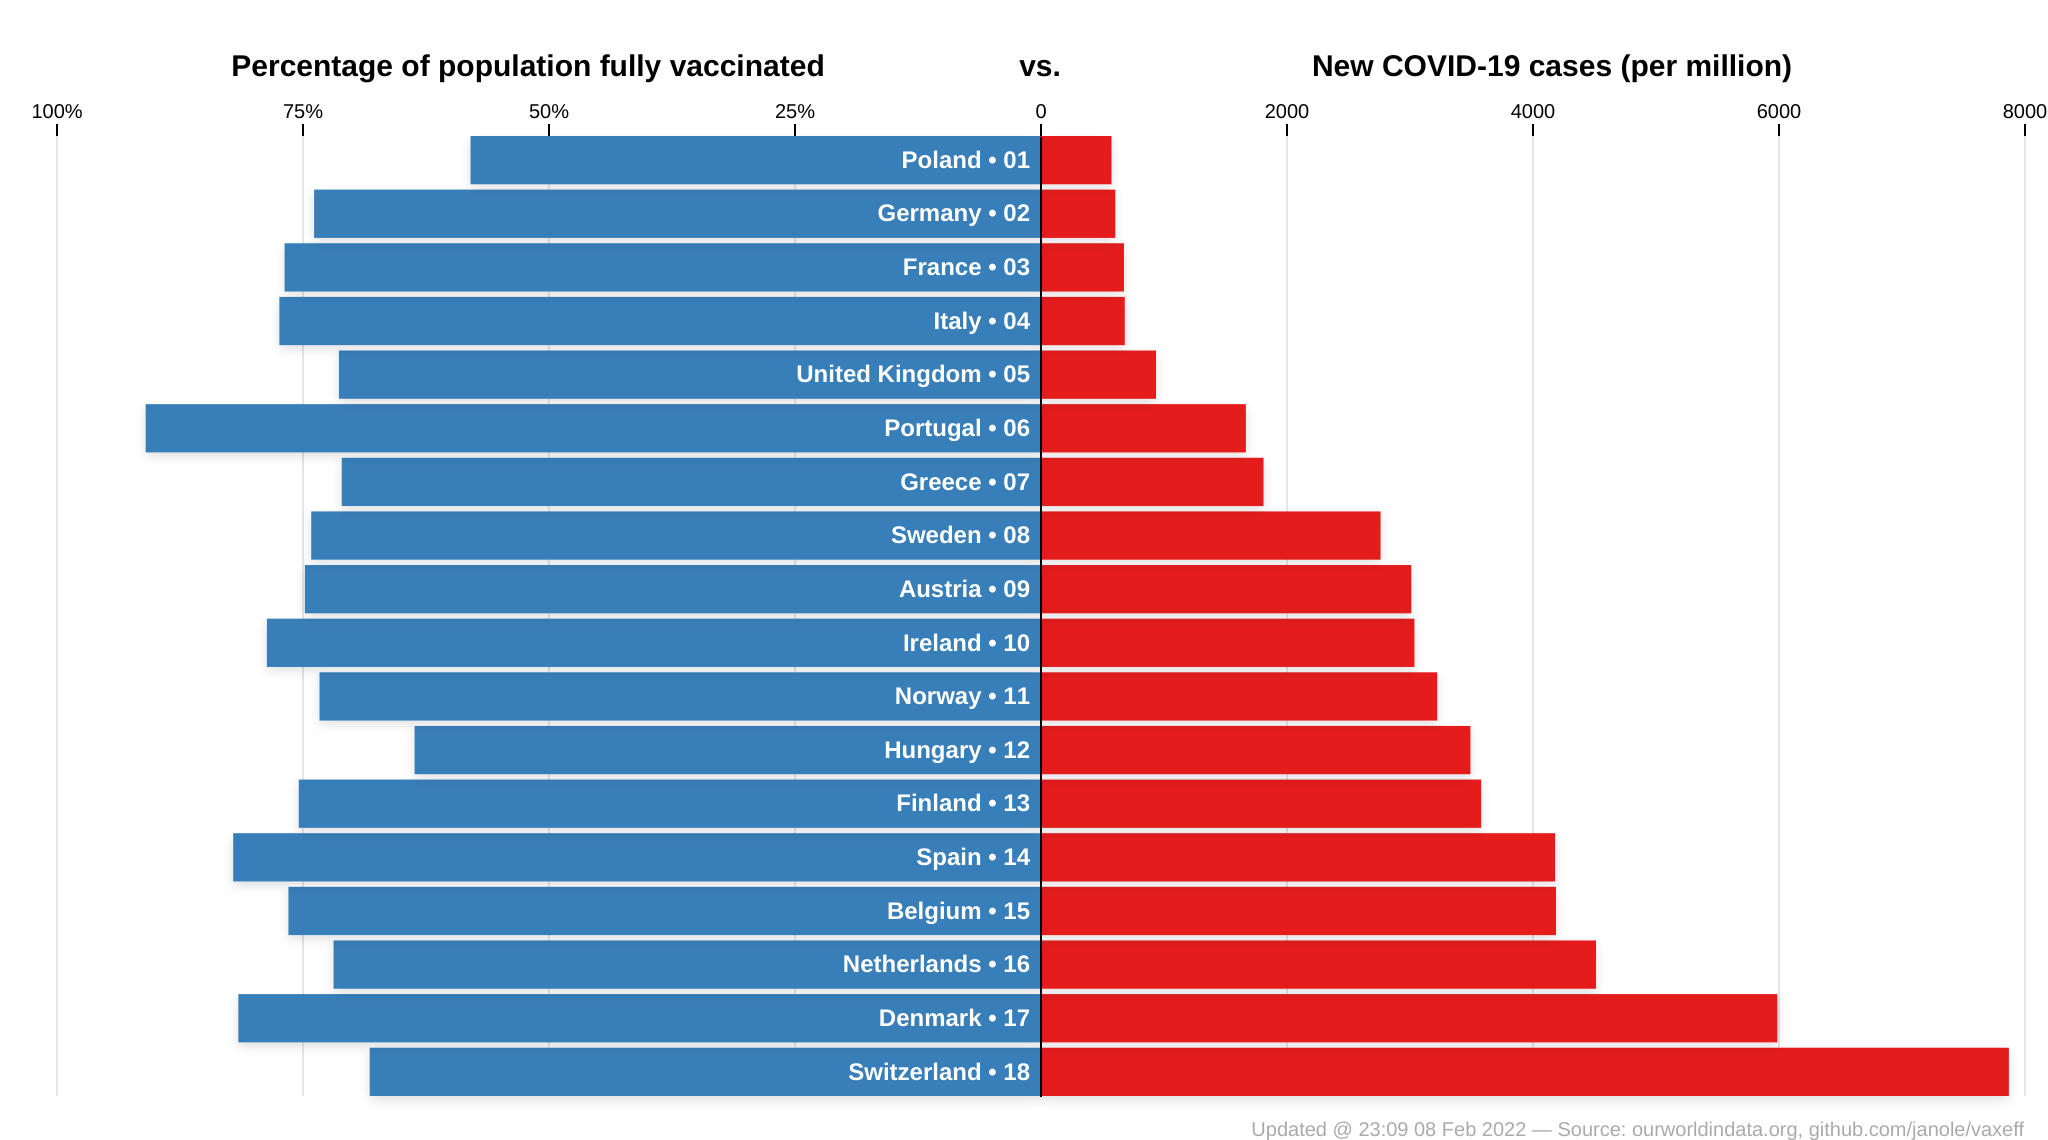 Percentage of population fully vaccinated vs. New COVID-19 cases (per million)
100% 75% 50% 25% 0 2000 4000 6000 8000
Poland • 01
Germany • 02
France • 03
Italy • 04
United Kingdom • 05
Portugal • 06
Greece • 07
Sweden • 08
Austria • 09
Ireland • 10
Norway • 11
Hungary • 12
Finland • 13
Spain • 14
Belgium • 15
Netherlands • 16
Denmark • 17
Switzerland • 18
Updated @ 23:09 08 Feb 2022 — Source: ourworldindata.org, github.com/janole/vaxeff